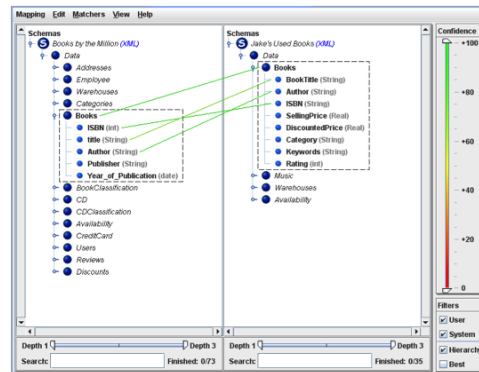 Mapping Edit Matchers View Help
Schemas
Books by the Million (XML)
Data
Addresses
Employee
Warehouses
Categories
Books
ISBN (int)
title (String)
Author (String)
Publisher (String)
Year_of_Publication (date)
BookClassification
CD
CDClassification
Availability
CreditCard
Users
Reviews
Discounts
Depth 1 Depth 3
Search: Finished: 0/73
Schemas
Jake's Used Books (XML)
Data
Books
BookTitle (String)
Author (String)
ISBN (String)
SellingPrice (Real)
DiscountedPrice (Real)
Category (String)
Keywords (String)
Rating (int)
Music
Warehouses
Availability
Depth 1 Depth 3
Search: Finished: 0/35
Confidence
+100
+80
+60
+40
+20
0
Filters
User
System
Hierarch
Best